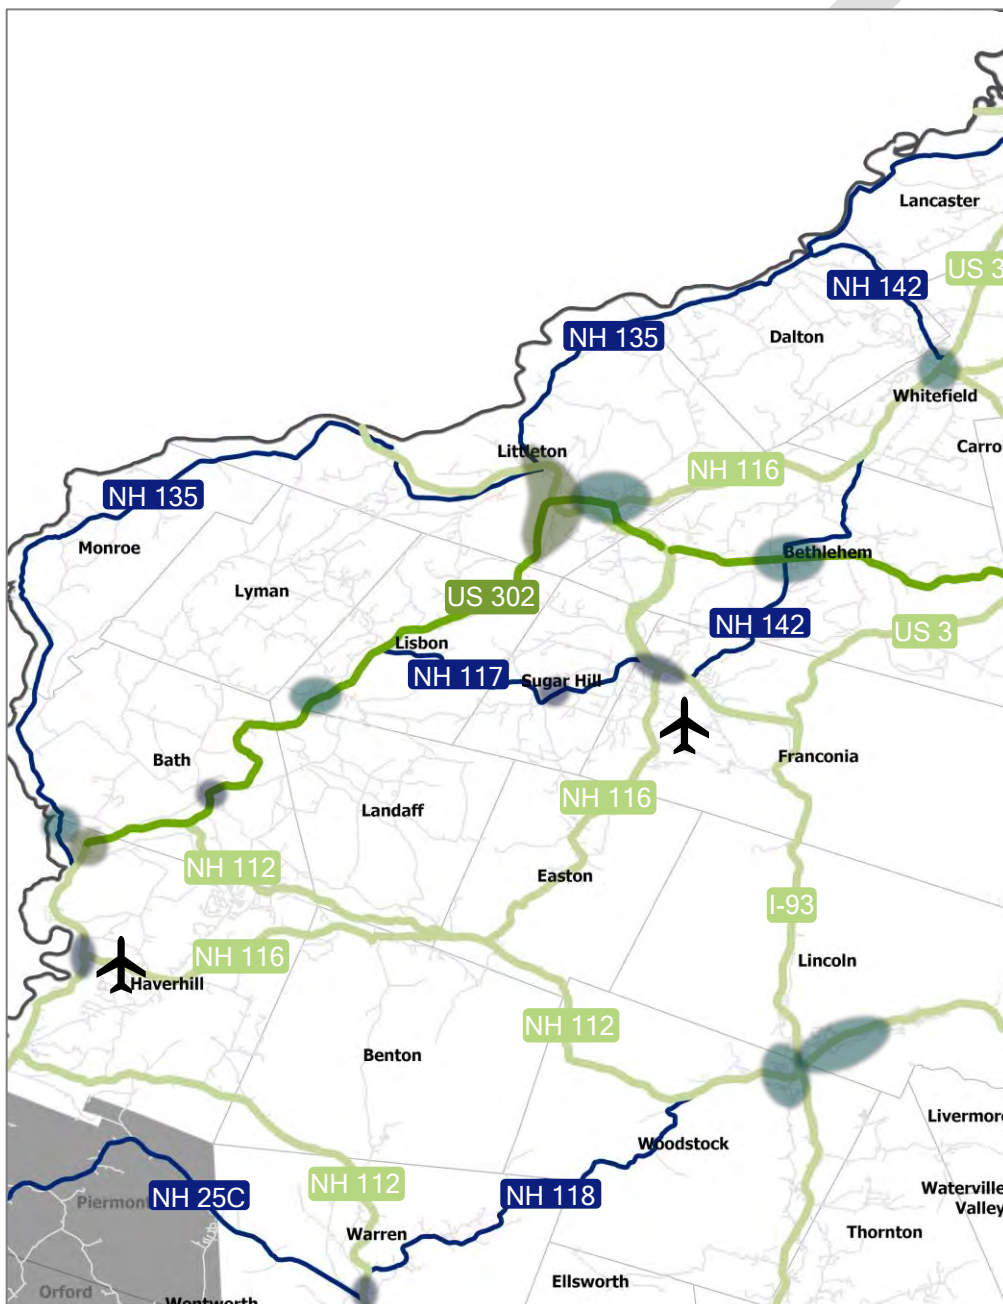 Lancaster
US 3
NH 142
NH 135
Dalton
Whitefield
Littleton
Carro
NH 116
NH 135
Monroe
Bethlehem
Lyman
US 302
NH 142
US 3
Lisbon
NH 117
Sugar Hill
Bath
Franconia
NH 116
Landaff
NH 112
Easton
I-93
NH 116
Lincoln
Haverhill
NH 112
Benton
Livermore
Woodstock
NH 112
NH 25C
NH 118
Piermont
Waterville
Valley
Warren
Thornton
Ellsworth
Orford
Wentworth